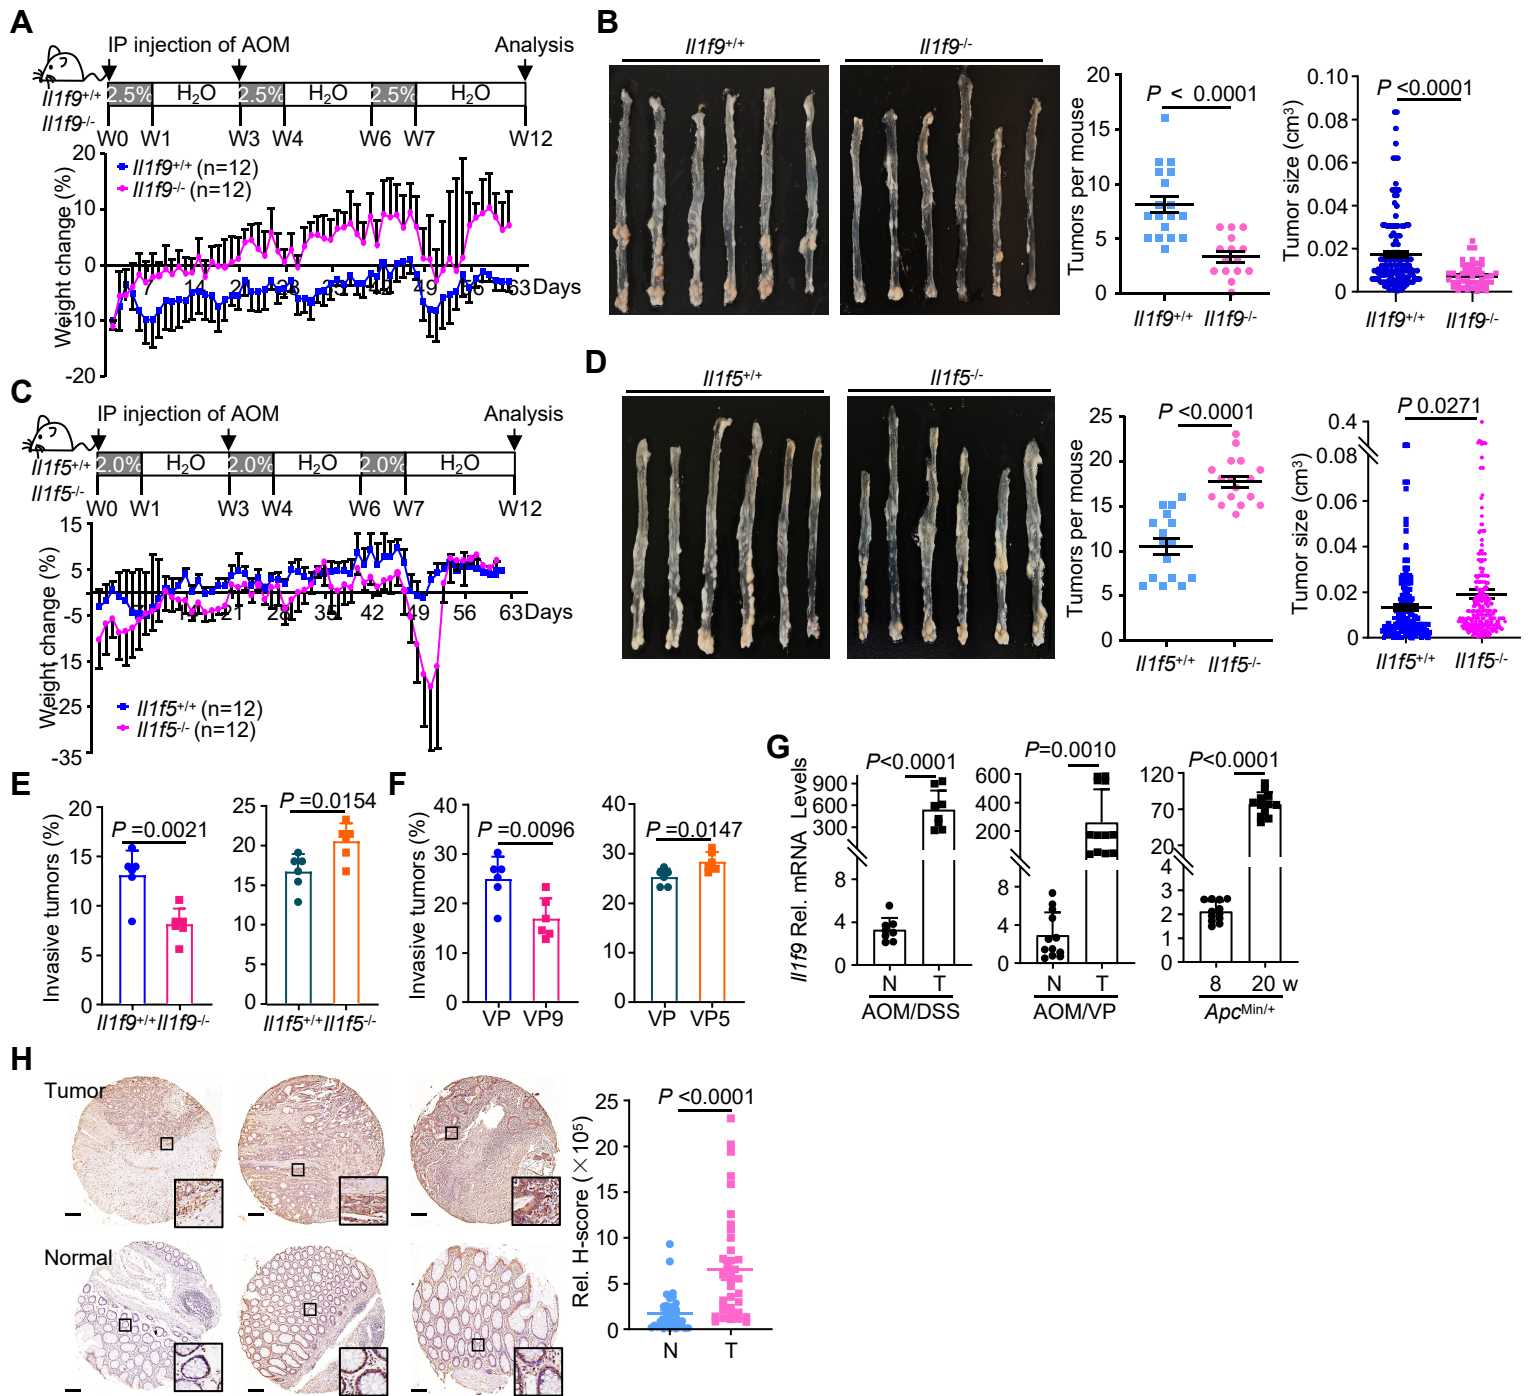 A
IP injection of AOM
Analysis
Il1f9+/+
Il1f9-/-
2.5%
H2O
2.5%
H2O
2.5%
H2O
W0
W1
W3
W4
W6
W7
W12
Weight change (%)
20
10
0
-10
-20
Il1f9+/+ (n=12)
Il1f9-/- (n=12)
7
14
21
28
35
42
49
56
63
Days
B
Il1f9+/+
Il1f9-/-
Tumors per mouse
20
15
10
5
0
P < 0.0001
Il1f9+/+
Il1f9-/-
Tumor size (cm3)
0.10
0.08
0.06
0.04
0.02
0
P <0.0001
Il1f9+/+
Il1f9-/-
C
IP injection of AOM
Analysis
Il1f5+/+
Il1f5-/-
2.0%
H2O
2.0%
H2O
2.0%
H2O
W0
W1
W3
W4
W6
W7
W12
Weight change (%)
15
5
-5
-15
-25
-35
21
28
35
42
49
56
63
Days
Il1f5+/+ (n=12)
Il1f5-/- (n=12)
D
Il1f5+/+
Il1f5-/-
Tumors per mouse
25
20
15
10
5
0
P <0.0001
Il1f5+/+
Il1f5-/-
Tumor size (cm3)
0.4
0.06
0.04
0.02
0
P 0.0271
Il1f5+/+
Il1f5-/-
E
Invasive tumors (%)
20
15
10
5
0
P =0.0021
Il1f9+/+
Il1f9-/-
25
20
15
10
5
0
P =0.0154
Il1f5+/+
Il1f5-/-
F
Invasive tumors (%)
40
30
20
10
0
P =0.0096
VP
VP9
40
30
20
10
0
P =0.0147
VP
VP5
G
Il1f9 Rel. mRNA Levels
900
600
300
8
4
0
P<0.0001
N
T
AOM/DSS
600
400
200
8
4
0
P=0.0010
N
T
AOM/VP
120
70
20
4
3
2
1
0
P<0.0001
8
20
w
ApcMin/+
H
Tumor
Normal
Rel. H-score (×105)
25
20
15
10
5
0
P <0.0001
N
T